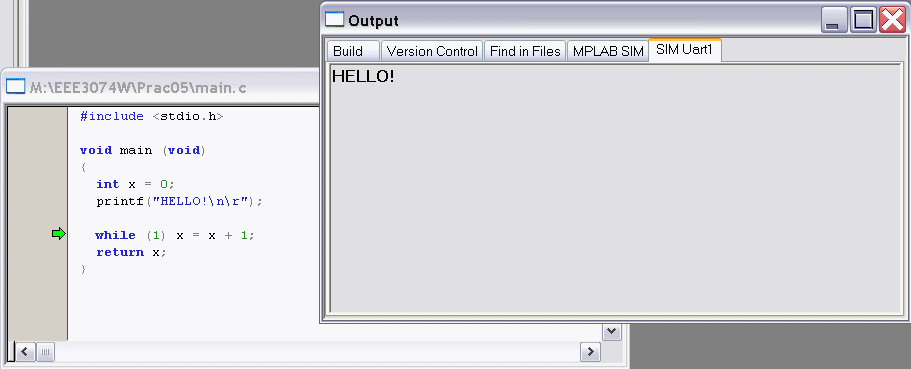 Output
Build Version Control Find in Files MPLAB SIM SIM Uart1
HELLO!
M:\EEE3074W\Prac05\main.c
#include <stdio.h>
void main (void)
{
int x = 0;
printf("HELLO!\n\r");
while (1) x = x + 1;
return x;
}